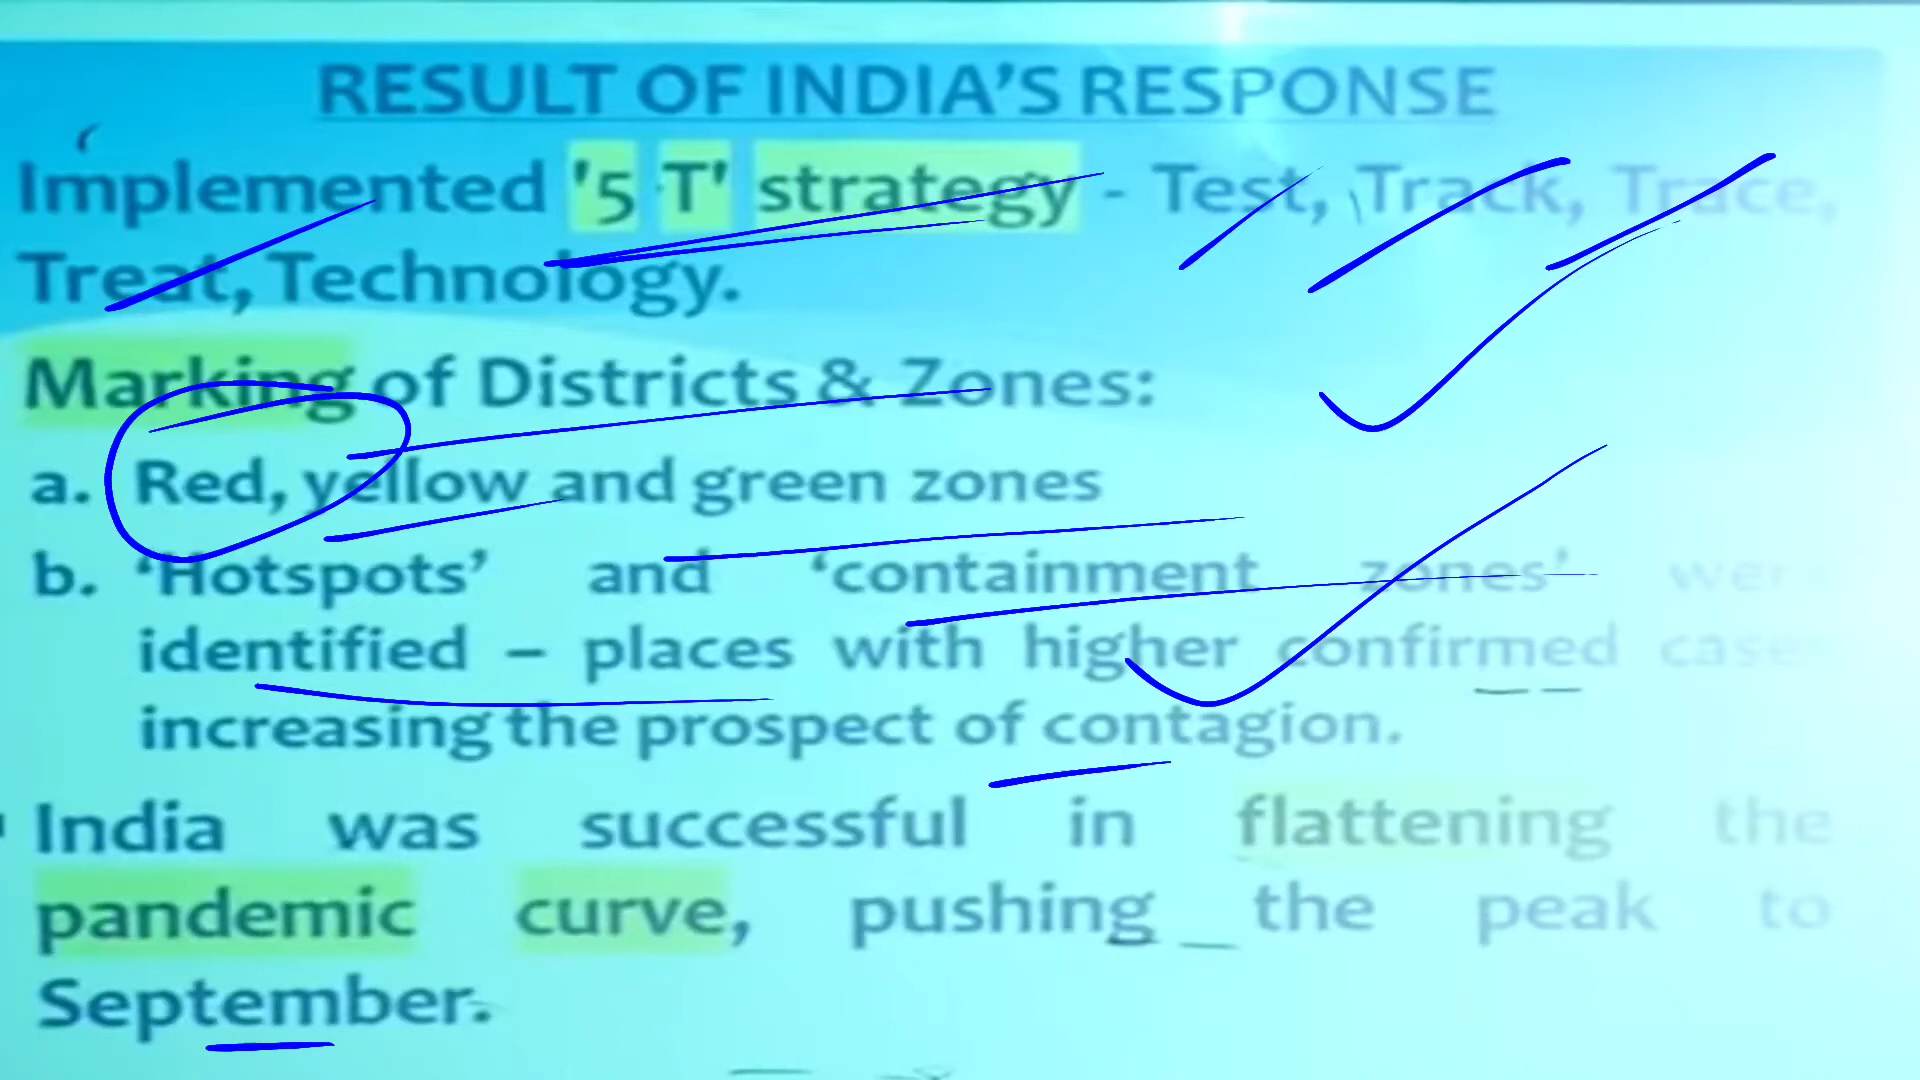 RESULT OF INDIA'S RESPONSE
Implemented '5 T' strategy - Test, Track, Trace,
Treat, Technology.
Marking of Districts & Zones:
a. Red, yellow and green zones
b. ‘Hotspots’ and ‘containment zones’ were
identified – places with higher confirmed cases
increasing the prospect of contagion.
India was successful in flattening the
pandemic curve, pushing the peak to
September.